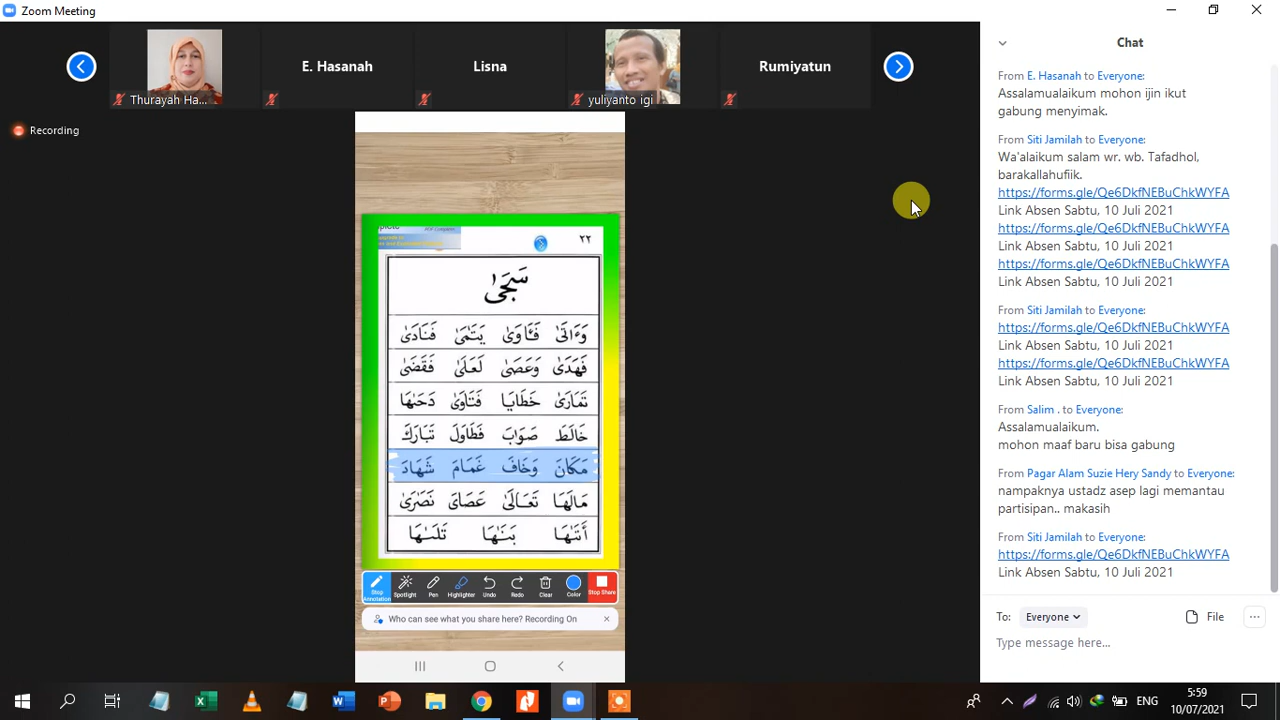 Zoom Meeting
Thurayah Ha...
E. Hasanah
Lisna
yuliyanto igi
Rumiyatun
Recording
PDF Complete
٢٢
سَجَىٰ
وَءَاتَى فَـَٔاوَىٰ يَتَٰمَىٰ فَنَادَىٰ
فَهَدَىٰ وَعَصَىٰ لَعَلَىٰ فَقَضَىٰ
تَمَارَىٰ خَطَايَا فَتَاوَىٰ دَحَىٰهَا
خَالَطَ صَوَابَ فَطَاوَلَ تَبَارَكَ
مَكَانَ وَخَافَ غَمَامَ شَهَادَ
مَالَهَا تَعَالَىٰ عَصَايَ نَصَرَىٰ
أَتَىٰهَا بَنَىٰهَا تَلَىٰهَا
Stop Annotation
Spotlight
Pen
Highlighter
Undo
Redo
Clear
Color
Stop Share
Who can see what you share here? Recording On
Chat
From E. Hasanah to Everyone:
Assalamualaikum mohon ijin ikut
gabung menyimak.
From Siti Jamilah to Everyone:
Wa'alaikum salam wr. wb. Tafadhol,
barakallahufiik.
https://forms.gle/Qe6DkfNEBuChkWYFA
Link Absen Sabtu, 10 Juli 2021
https://forms.gle/Qe6DkfNEBuChkWYFA
Link Absen Sabtu, 10 Juli 2021
https://forms.gle/Qe6DkfNEBuChkWYFA
Link Absen Sabtu, 10 Juli 2021
From Siti Jamilah to Everyone:
https://forms.gle/Qe6DkfNEBuChkWYFA
Link Absen Sabtu, 10 Juli 2021
https://forms.gle/Qe6DkfNEBuChkWYFA
Link Absen Sabtu, 10 Juli 2021
From Salim . to Everyone:
Assalamualaikum.
mohon maaf baru bisa gabung
From Pagar Alam Suzie Hery Sandy to Everyone:
nampaknya ustadz asep lagi memantau
partisipan.. makasih
From Siti Jamilah to Everyone:
https://forms.gle/Qe6DkfNEBuChkWYFA
Link Absen Sabtu, 10 Juli 2021
To: Everyone
File
Type message here...
ENG
5:59
10/07/2021